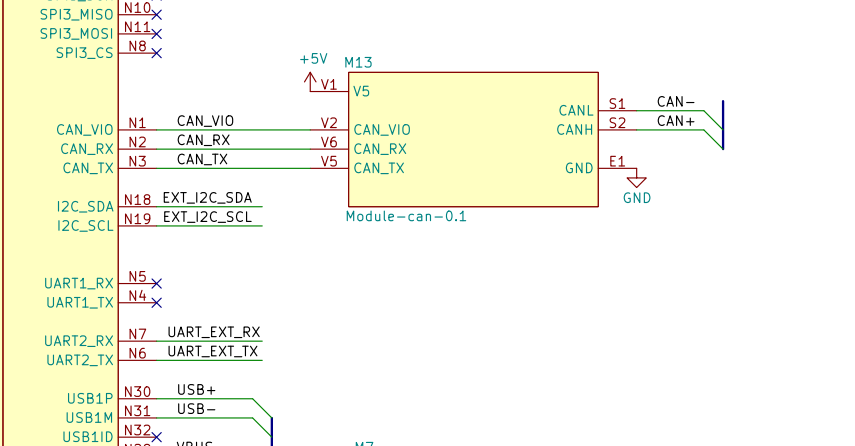 N10
SPI3_MISO
N11
SPI3_MOSI
N8
SPI3_CS
+5V
M13
V1 V5
CANL S1 CAN-
CANH S2 CAN+
CAN_VIO N1 CAN_VIO V2 CAN_VIO
CAN_RX N2 CAN_RX V6 CAN_RX
CAN_TX N3 CAN_TX V5 CAN_TX
GND E1
GND
Module-can-0.1
I2C_SDA N18 EXT_I2C_SDA
I2C_SCL N19 EXT_I2C_SCL
UART1_RX N5
UART1_TX N4
UART2_RX N7 UART_EXT_RX
UART2_TX N6 UART_EXT_TX
USB1P N30 USB+
USB1M N31 USB-
USB1ID N32